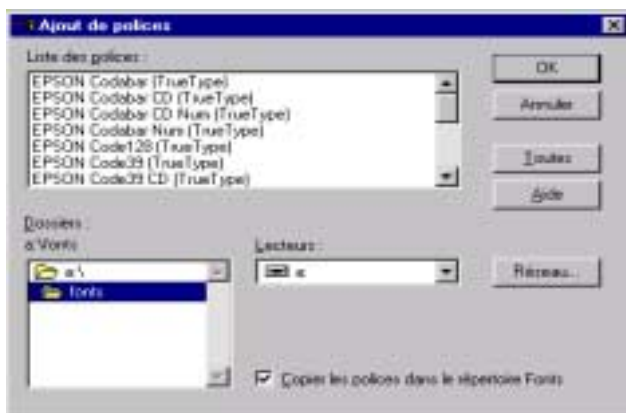 Ajout de polices
Liste des polices :
EPSON Codabar (TrueType)
EPSON Codabar CD (TrueType)
EPSON Codabar CD Num (TrueType)
EPSON Codabar Num (TrueType)
EPSON Code128 (TrueType)
EPSON Code39 (TrueType)
EPSON Code39 CD (TrueType)
OK
Annuler
Toutes
Aide
Dossiers :
a:\fonts
a:\
fonts
Lecteurs :
a:
Réseau...
Copier les polices dans le répertoire Fonts